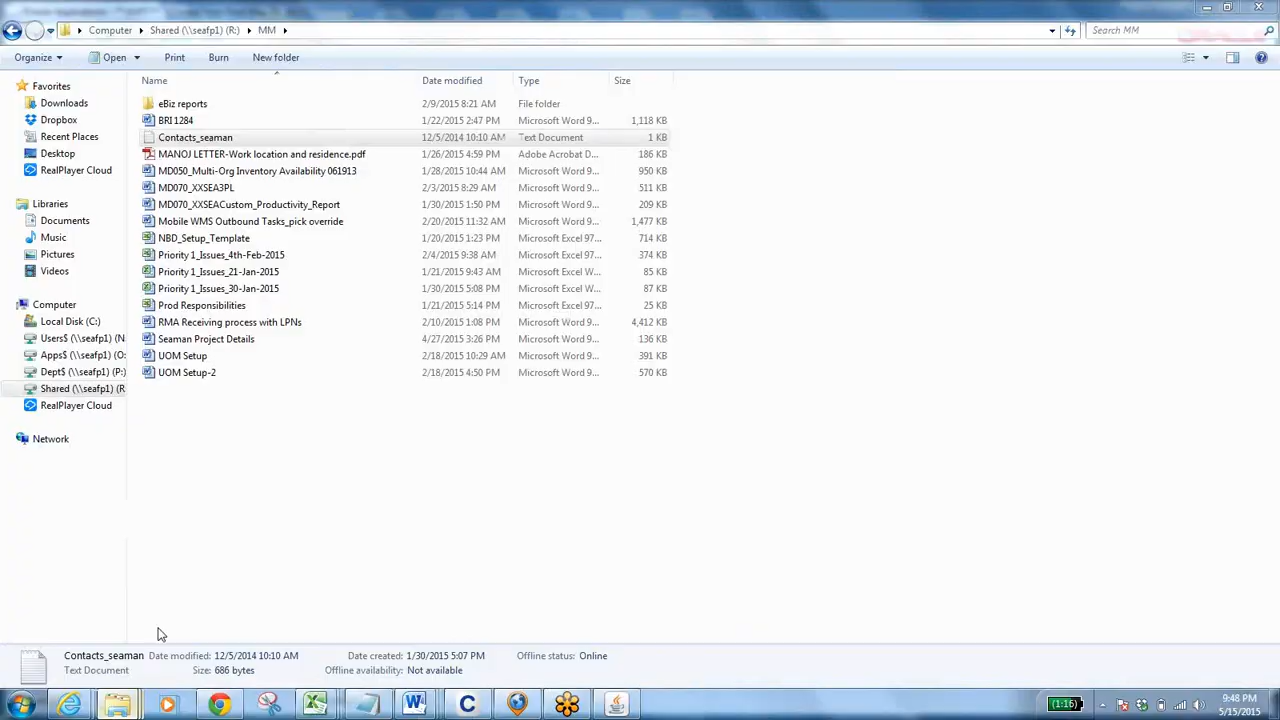 Computer Shared (\\seafp1) (R:) MM Search MM
Organize Open Print Burn New folder
Favorites
Downloads
Dropbox
Recent Places
Desktop
RealPlayer Cloud
Libraries
Documents
Music
Pictures
Videos
Computer
Local Disk (C:)
Users$ (\\seafp1) (N
Apps$ (\\seafp1) (O:
Dept$ (\\seafp1) (P:)
Shared (\\seafp1) (R
RealPlayer Cloud
Network
Name Date modified Type Size
eBiz reports 2/9/2015 8:21 AM File folder
BRI 1284 1/22/2015 2:47 PM Microsoft Word 9... 1,118 KB
Contacts_seaman 12/5/2014 10:10 AM Text Document 1 KB
MANOJ LETTER-Work location and residence.pdf 1/26/2015 4:59 PM Adobe Acrobat D... 186 KB
MD050_Multi-Org Inventory Availability 061913 1/28/2015 10:44 AM Microsoft Word 9... 950 KB
MD070_XXSEA3PL 2/3/2015 8:29 AM Microsoft Word 9... 511 KB
MD070_XXSEACustom_Productivity_Report 1/30/2015 1:50 PM Microsoft Word 9... 209 KB
Mobile WMS Outbound Tasks_pick override 2/20/2015 11:32 AM Microsoft Word 9... 1,477 KB
NBD_Setup_Template 1/20/2015 1:23 PM Microsoft Excel 97... 714 KB
Priority 1_Issues_4th-Feb-2015 2/4/2015 9:38 AM Microsoft Excel 97... 374 KB
Priority 1_Issues_21-Jan-2015 1/21/2015 9:43 AM Microsoft Excel W... 85 KB
Priority 1_Issues_30-Jan-2015 1/30/2015 5:08 PM Microsoft Excel W... 87 KB
Prod Responsibilities 1/21/2015 5:14 PM Microsoft Excel 97... 25 KB
RMA Receiving process with LPNs 2/10/2015 1:08 PM Microsoft Word 9... 4,412 KB
Seaman Project Details 4/27/2015 3:26 PM Microsoft Word 9... 136 KB
UOM Setup 2/18/2015 10:29 AM Microsoft Word 9... 391 KB
UOM Setup-2 2/18/2015 4:50 PM Microsoft Word 9... 570 KB
Contacts_seaman Date modified: 12/5/2014 10:10 AM Date created: 1/30/2015 5:07 PM Offline status: Online
Text Document Size: 686 bytes Offline availability: Not available
(1:16) 9:48 PM
5/15/2015